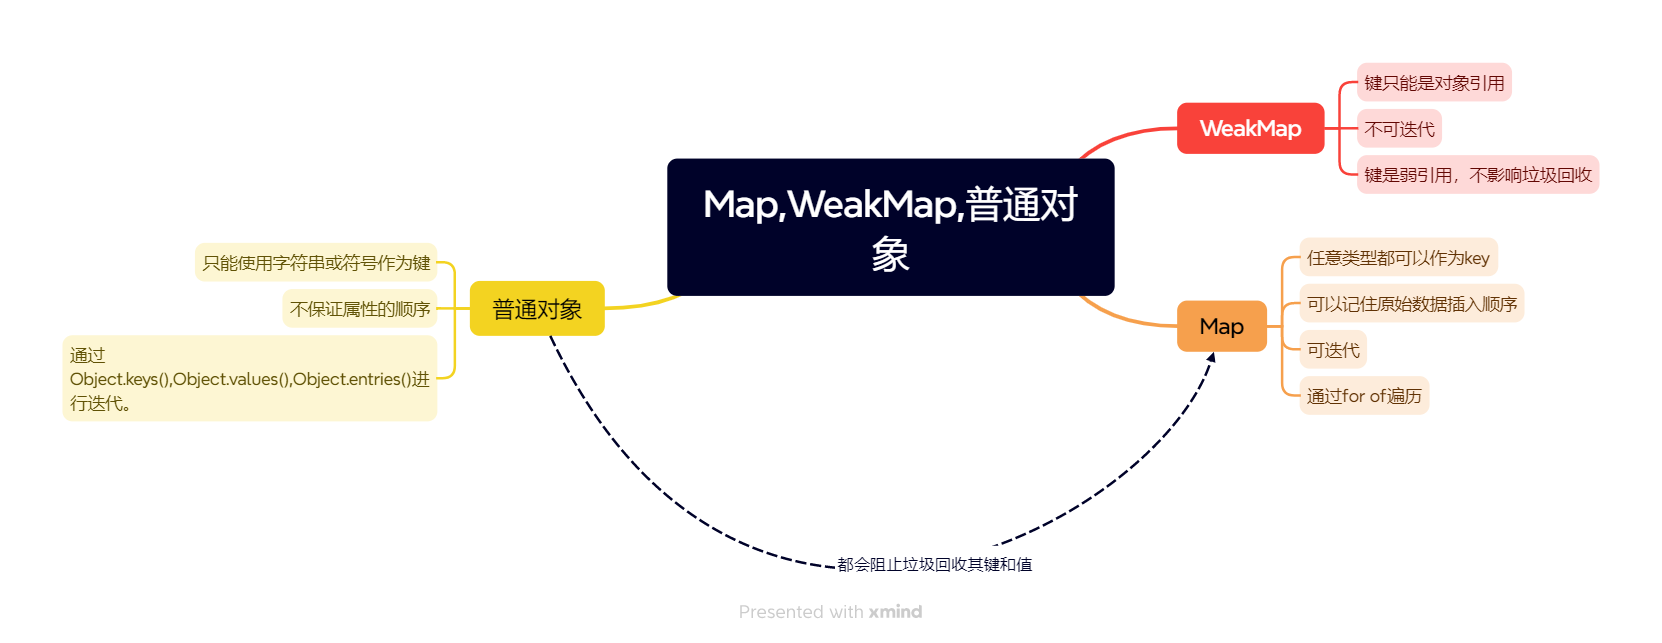 Map,WeakMap,普通对
象
WeakMap
键只能是对象引用
不可迭代
键是弱引用，不影响垃圾回收
Map
任意类型都可以作为key
可以记住原始数据插入顺序
可迭代
通过for of遍历
普通对象
只能使用字符串或符号作为键
不保证属性的顺序
通过
Object.keys(),Object.values(),Object.entries()进
行迭代。
都会阻止垃圾回收其键和值
Presented with xmind